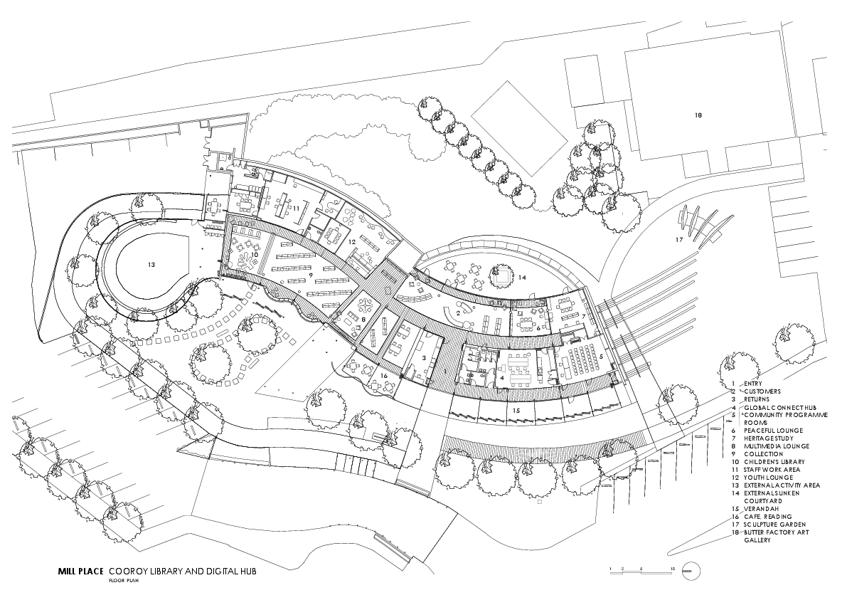 18
17
11
12
10
9
13
14
8
2
6
7
3
5
16
1
4
15
1 ENTRY
2 CUSTOMERS
3 RETURNS
4 GLOBAL CONNECT HUB
5 COMMUNITY PROGRAMME
ROOMS
6 PEACEFUL LOUNGE
7 HERITAGE STUDY
8 MULTIMEDIA LOUNGE
9 COLLECTION
10 CHILDREN'S LIBRARY
11 STAFF WORK AREA
12 YOUTH LOUNGE
13 EXTERNAL ACTIVITY AREA
14 EXTERNAL SUNKEN
COURTYARD
15 VERANDAH
16 CAFE, READING
17 SCULPTURE GARDEN
18 BUTTER FACTORY ART
GALLERY
MILL PLACE COOROY LIBRARY AND DIGITAL HUB
FLOOR PLAN
1 2 5 10